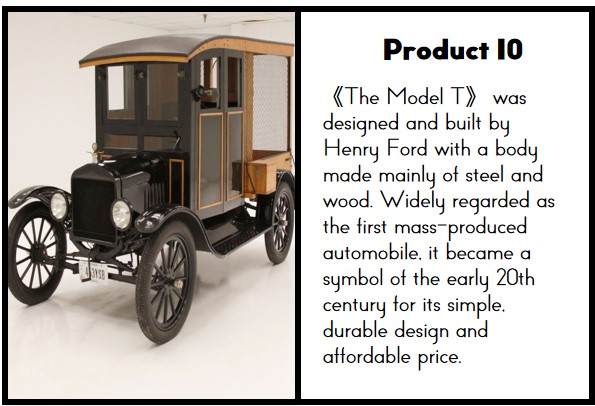 Product 10
《The Model T》 was
designed and built by
Henry Ford with a body
made mainly of steel and
wood. Widely regarded as
the first mass-produced
automobile, it became a
symbol of the early 20th
century for its simple,
durable design and
affordable price.